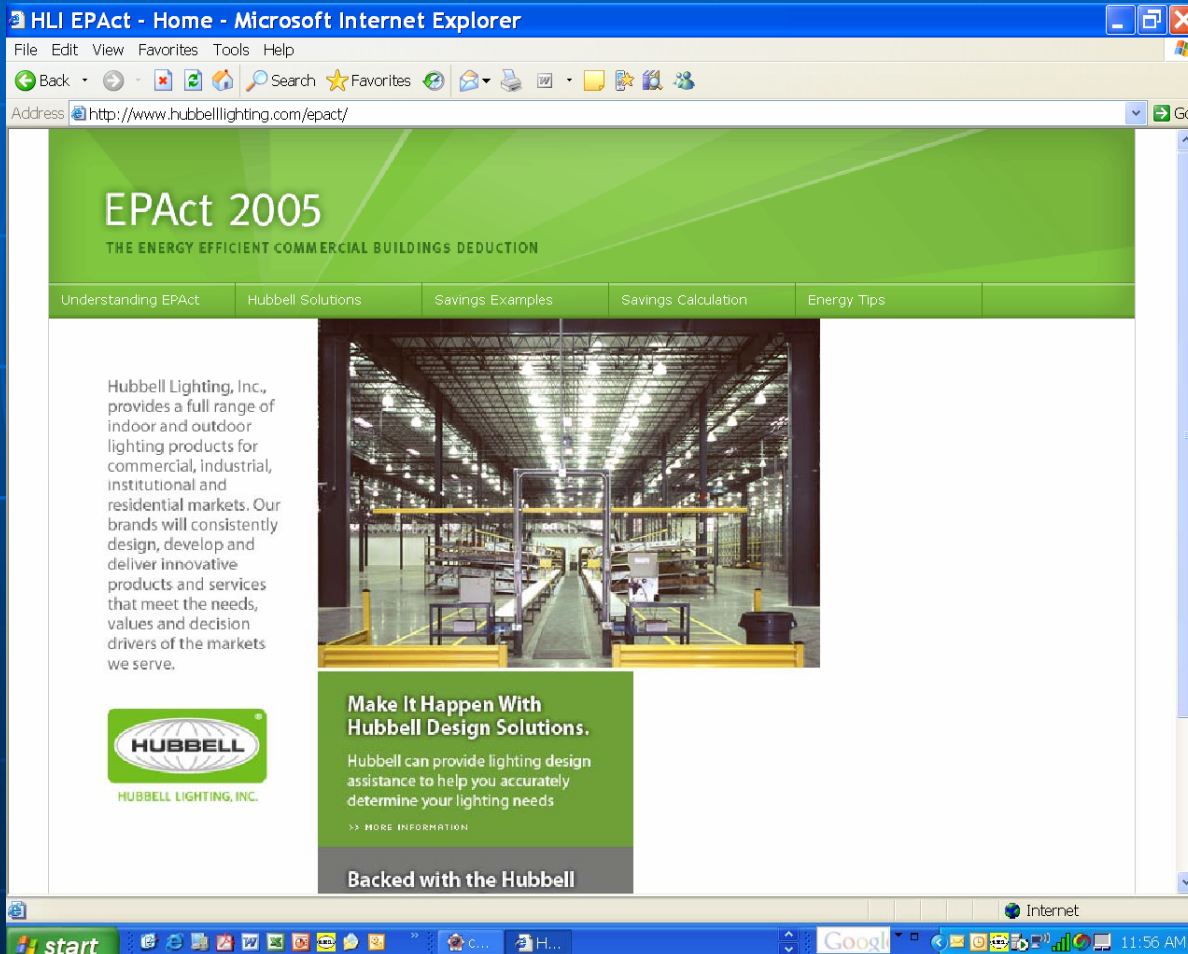 HLI EPAct - Home - Microsoft Internet Explorer
File Edit View Favorites Tools Help
Back Search Favorites
Address http://www.hubbelllighting.com/epact/ Go
EPAct 2005
THE ENERGY EFFICIENT COMMERCIAL BUILDINGS DEDUCTION
Understanding EPAct Hubbell Solutions Savings Examples Savings Calculation Energy Tips
Hubbell Lighting, Inc.,
provides a full range of
indoor and outdoor
lighting products for
commercial, industrial,
institutional and
residential markets. Our
brands will consistently
design, develop and
deliver innovative
products and services
that meet the needs,
values and decision
drivers of the markets
we serve.
HUBBELL ®
HUBBELL LIGHTING, INC.
Make It Happen With
Hubbell Design Solutions.
Hubbell can provide lighting design
assistance to help you accurately
determine your lighting needs
>> MORE INFORMATION
Backed with the Hubbell
Internet
start c... H... Googl 11:56 AM